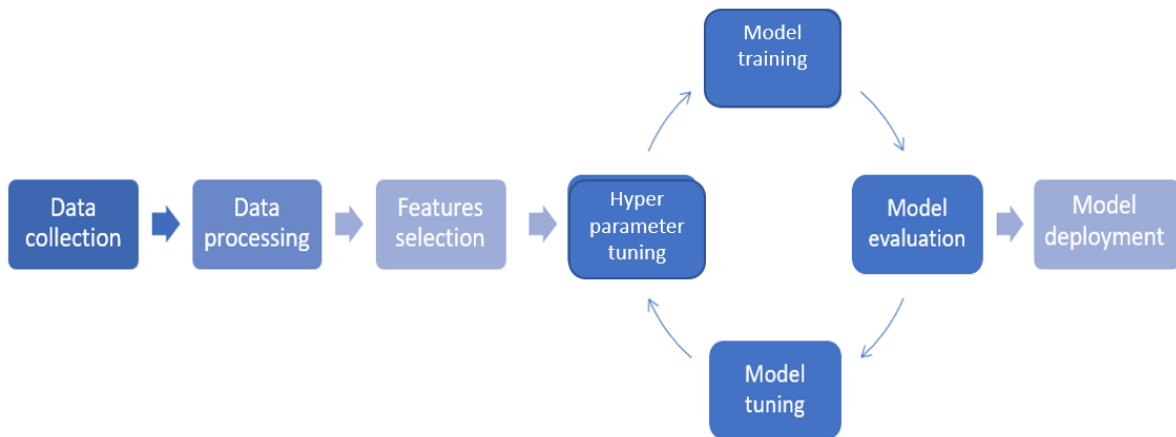 Data
collection
Data
processing
Features
selection
Hyper
parameter
tuning
Model
training
Model
evaluation
Model
tuning
Model
deployment